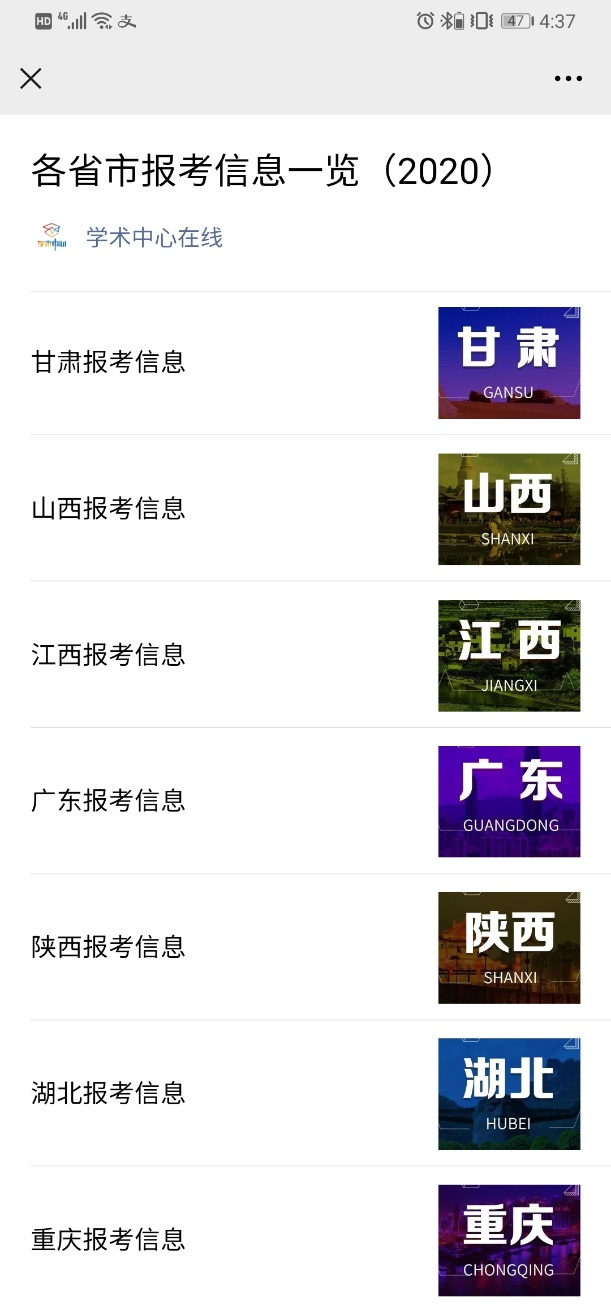 HD 4G 支 47 4:37
各省市报考信息一览（2020）
学术中心在线
甘肃报考信息
甘肃
GANSU
山西报考信息
山西
SHANXI
江西报考信息
江西
JIANGXI
广东报考信息
广东
GUANGDONG
陕西报考信息
陕西
SHANXI
湖北报考信息
湖北
HUBEI
重庆报考信息
重庆
CHONGQING